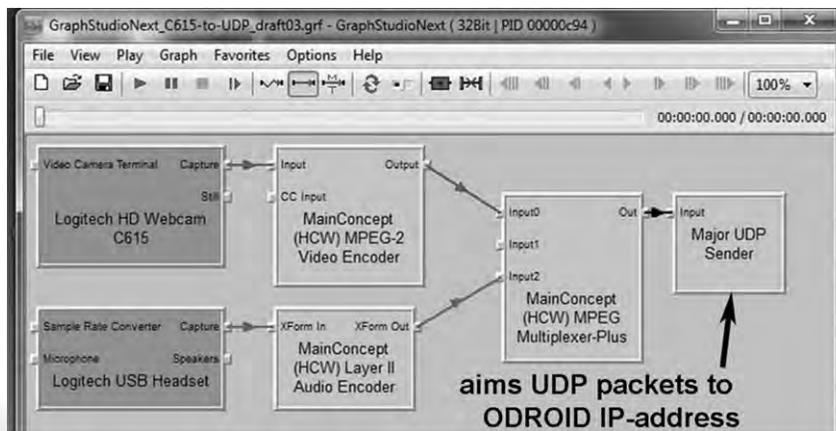 GraphStudioNext_C615-to-UDP_draft03.grf - GraphStudioNext ( 32Bit | PID 00000c94 )
File View Play Graph Favorites Options Help
100%
00:00:00.000 / 00:00:00.000
Video Camera Terminal Capture
Still
Logitech HD Webcam
C615
Input Output
CC Input
MainConcept
(HCW) MPEG-2
Video Encoder
Input0 Out
Input1
Input2
MainConcept
(HCW) MPEG
Multiplexer-Plus
Input
Major UDP
Sender
Sample Rate Converter Capture
Microphone Speakers
Logitech USB Headset
XForm In XForm Out
MainConcept
(HCW) Layer II
Audio Encoder
aims UDP packets to
ODROID IP-address